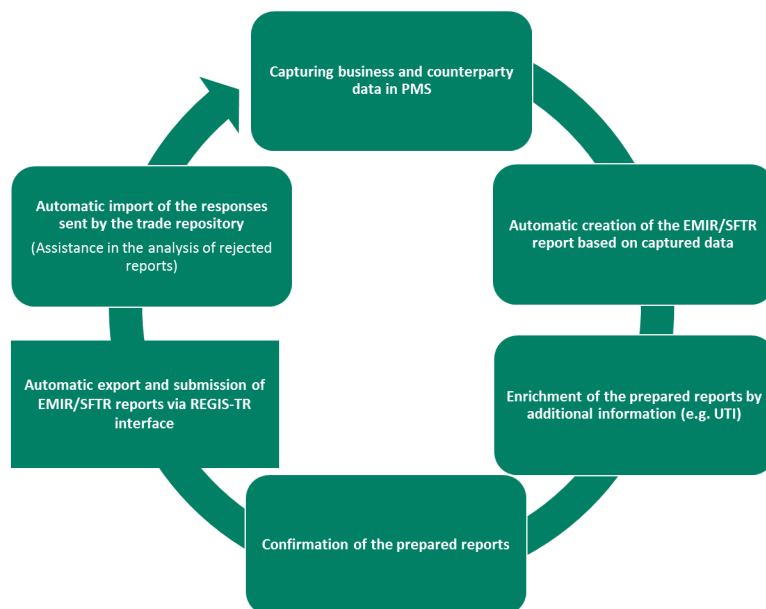 Capturing business and counterparty
data in PMS
Automatic creation of the EMIR/SFTR
report based on captured data
Enrichment of the prepared reports by
additional information (e.g. UTI)
Confirmation of the prepared reports
Automatic export and submission of
EMIR/SFTR reports via REGIS-TR
interface
Automatic import of the responses
sent by the trade repository
(Assistance in the analysis of rejected
reports)